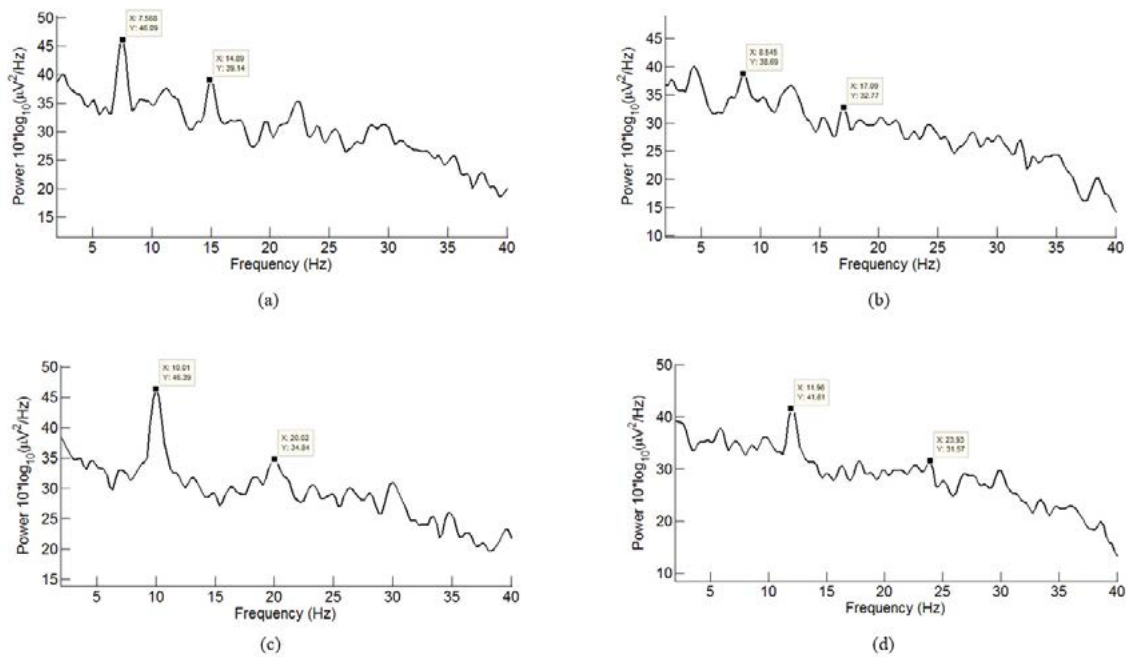 50
45
40
35
30
25
20
15
Power 10*log10(μV²/Hz)
X: 7.568
Y: 46.09
X: 14.89
Y: 39.14
5 10 15 20 25 30 35 40
Frequency (Hz)
(a)
45
40
35
30
25
20
15
10
Power 10*log10(μV²/Hz)
X: 8.545
Y: 38.69
X: 17.09
Y: 32.77
5 10 15 20 25 30 35 40
Frequency (Hz)
(b)
50
45
40
35
30
25
20
15
Power 10*log10(μV²/Hz)
X: 10.01
Y: 46.39
X: 20.02
Y: 34.84
5 10 15 20 25 30 35 40
Frequency (Hz)
(c)
50
40
30
20
10
Power 10*log10(μV²/Hz)
X: 11.96
Y: 41.61
X: 23.93
Y: 31.57
5 10 15 20 25 30 35 40
Frequency (Hz)
(d)